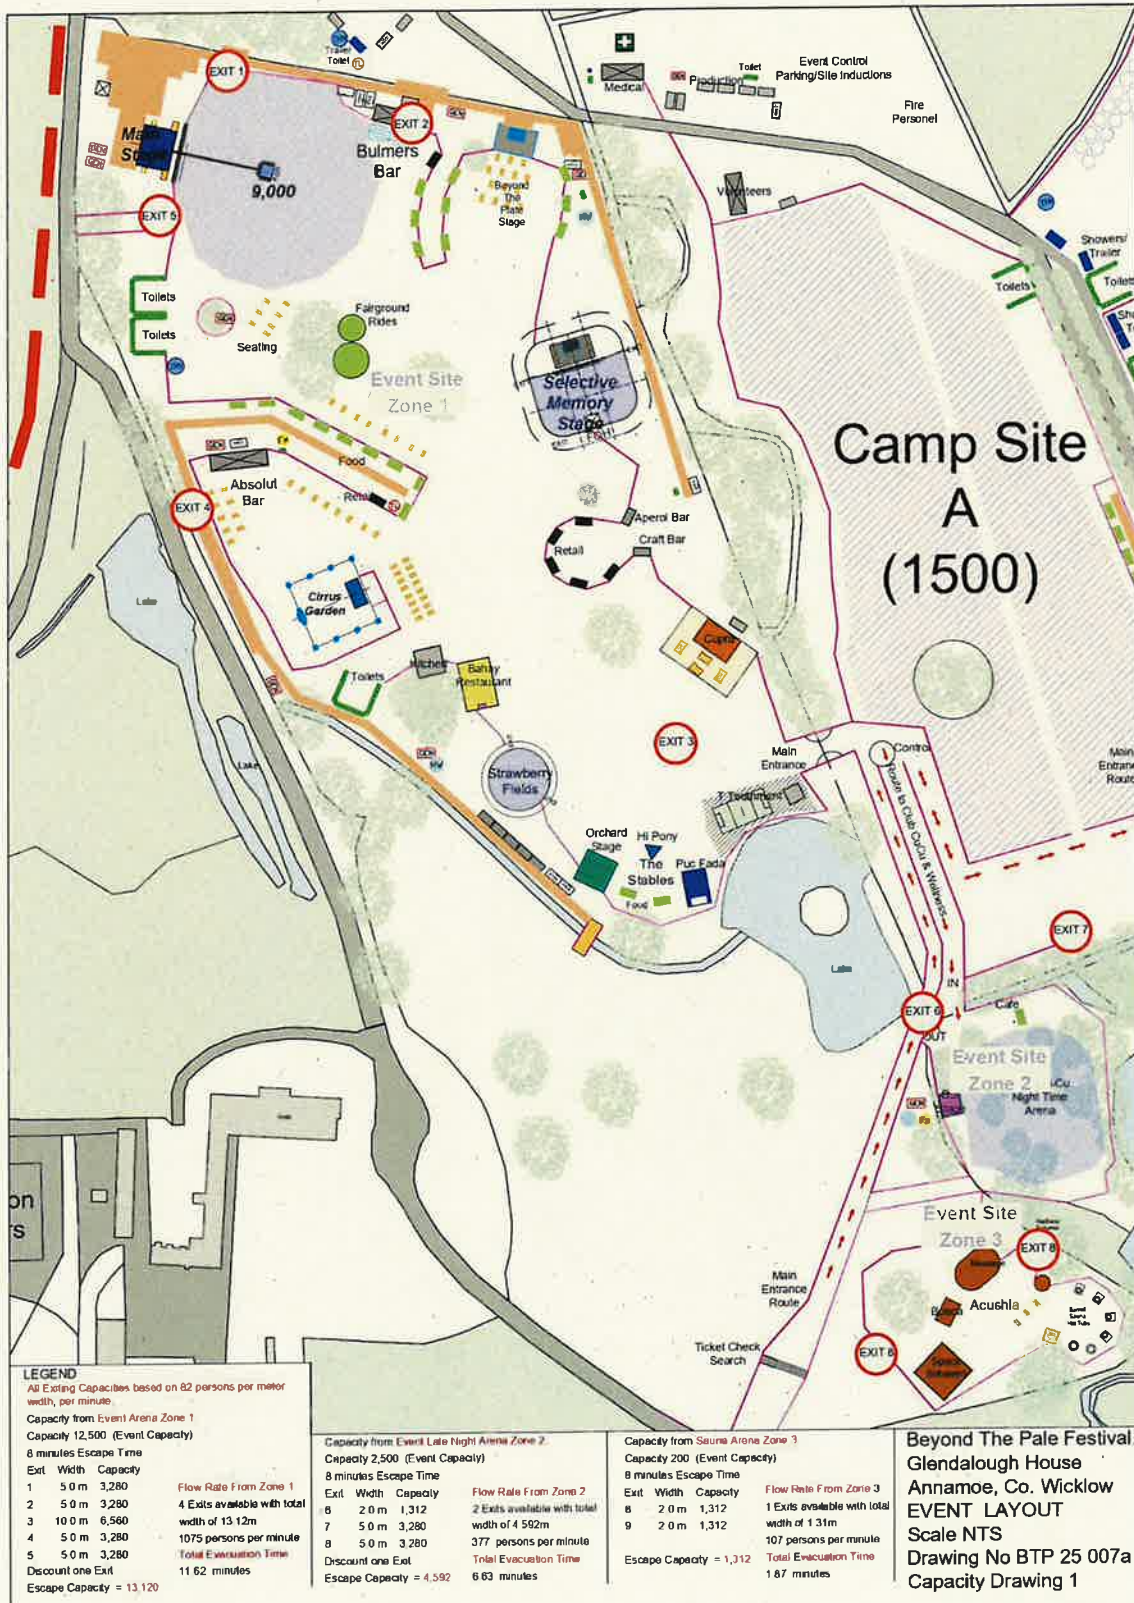 EXIT 1
Trailer
Toilet
Medical
Toilet
Production
Event Control
Parking/Site Inductions
Fire
Personel
Main
9,000
EXIT 2
Bulmers
Bar
Beyond
The
Plate
Stage
Volunteers
EXIT 5
Toilets
Toilets
Seating
Fairground
Rides
Event Site
Zone 1
Selective
Memory
Stage
Showers/
Trailer
Toilets
Toilets
Camp Site
A
(1500)
Absolut
Bar
Food
EXIT 4
Aperol Bar
Craft Bar
Retail
Cirrus
Garden
Lake
Lake
Toilets
Kitchen
Bahay
Restaurant
Cupra
EXIT 3
Main
Entrance
Control
Route to Club CuCu & Wellness
Main
Strawberry
Fields
Orchard
Stage
Hi Pony
The
Stables
Puc Fada
Food
Lake
EXIT 7
IN
EXIT 6
OUT
Cafe
Event Site
Zone 2
Night Time
Arena
Event Site
Zone 3
EXIT 8
Acushla
EXIT 8
Main
Entrance
Route
Ticket Check
Search
LEGEND
All Exiting Capacities based on 82 persons per meter
width, per minute.
Capacity from Event Arena Zone 1
Capacity 12,500 (Event Capacity)
8 minutes Escape Time
Exit Width Capacity
1 5.0 m 3,280
2 5.0 m 3,280
3 10.0 m 6,560
4 5.0 m 3,280
5 5.0 m 3,280
Discount one Exit
Escape Capacity = 13,120
Flow Rate From Zone 1
4 Exits available with total
width of 13.12m
1075 persons per minute
Total Evacuation Time
11.62 minutes
Capacity from Event Late Night Arena Zone 2
Capacity 2,500 (Event Capacity)
8 minutes Escape Time
Exit Width Capacity
6 2.0 m 1,312
7 5.0 m 3,280
8 5.0 m 3,280
Discount one Exit
Escape Capacity = 4,592
Flow Rate From Zone 2
2 Exits available with total
width of 4.592m
377 persons per minute
Total Evacuation Time
6.63 minutes
Capacity from Sauna Arena Zone 3
Capacity 200 (Event Capacity)
8 minutes Escape Time
Exit Width Capacity
8 2.0 m 1,312
9 2.0 m 1,312
Escape Capacity = 1,312
Flow Rate From Zone 3
1 Exits available with total
width of 1.31m
107 persons per minute
Total Evacuation Time
1.87 minutes
Beyond The Pale Festival
Glendalough House
Annamoe, Co. Wicklow
EVENT LAYOUT
Scale NTS
Drawing No BTP 25 007a
Capacity Drawing 1